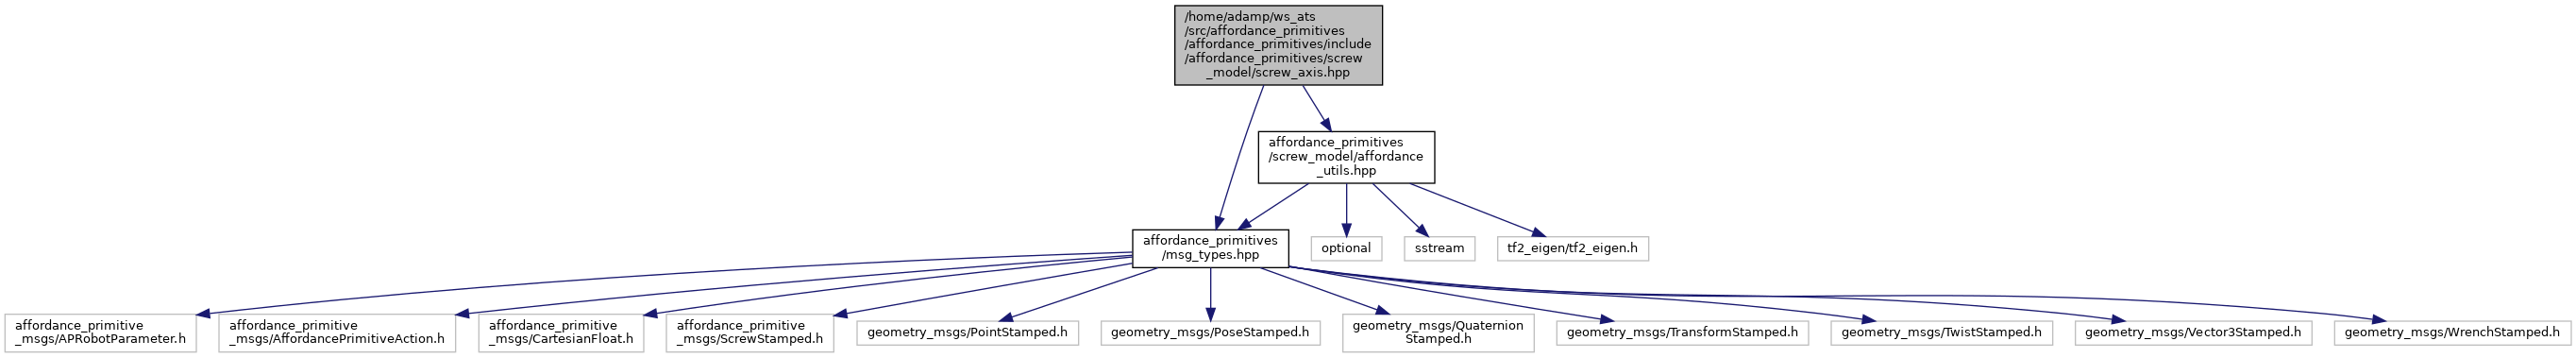 /home/adamp/ws_ats
/src/affordance_primitives
/affordance_primitives/include
/affordance_primitives/screw
_model/screw_axis.hpp
affordance_primitives
/screw_model/affordance
_utils.hpp
affordance_primitives
/msg_types.hpp
optional
sstream
tf2_eigen/tf2_eigen.h
affordance_primitive
_msgs/APRobotParameter.h
affordance_primitive
_msgs/AffordancePrimitiveAction.h
affordance_primitive
_msgs/CartesianFloat.h
affordance_primitive
_msgs/ScrewStamped.h
geometry_msgs/PointStamped.h
geometry_msgs/PoseStamped.h
geometry_msgs/Quaternion
Stamped.h
geometry_msgs/TransformStamped.h
geometry_msgs/TwistStamped.h
geometry_msgs/Vector3Stamped.h
geometry_msgs/WrenchStamped.h